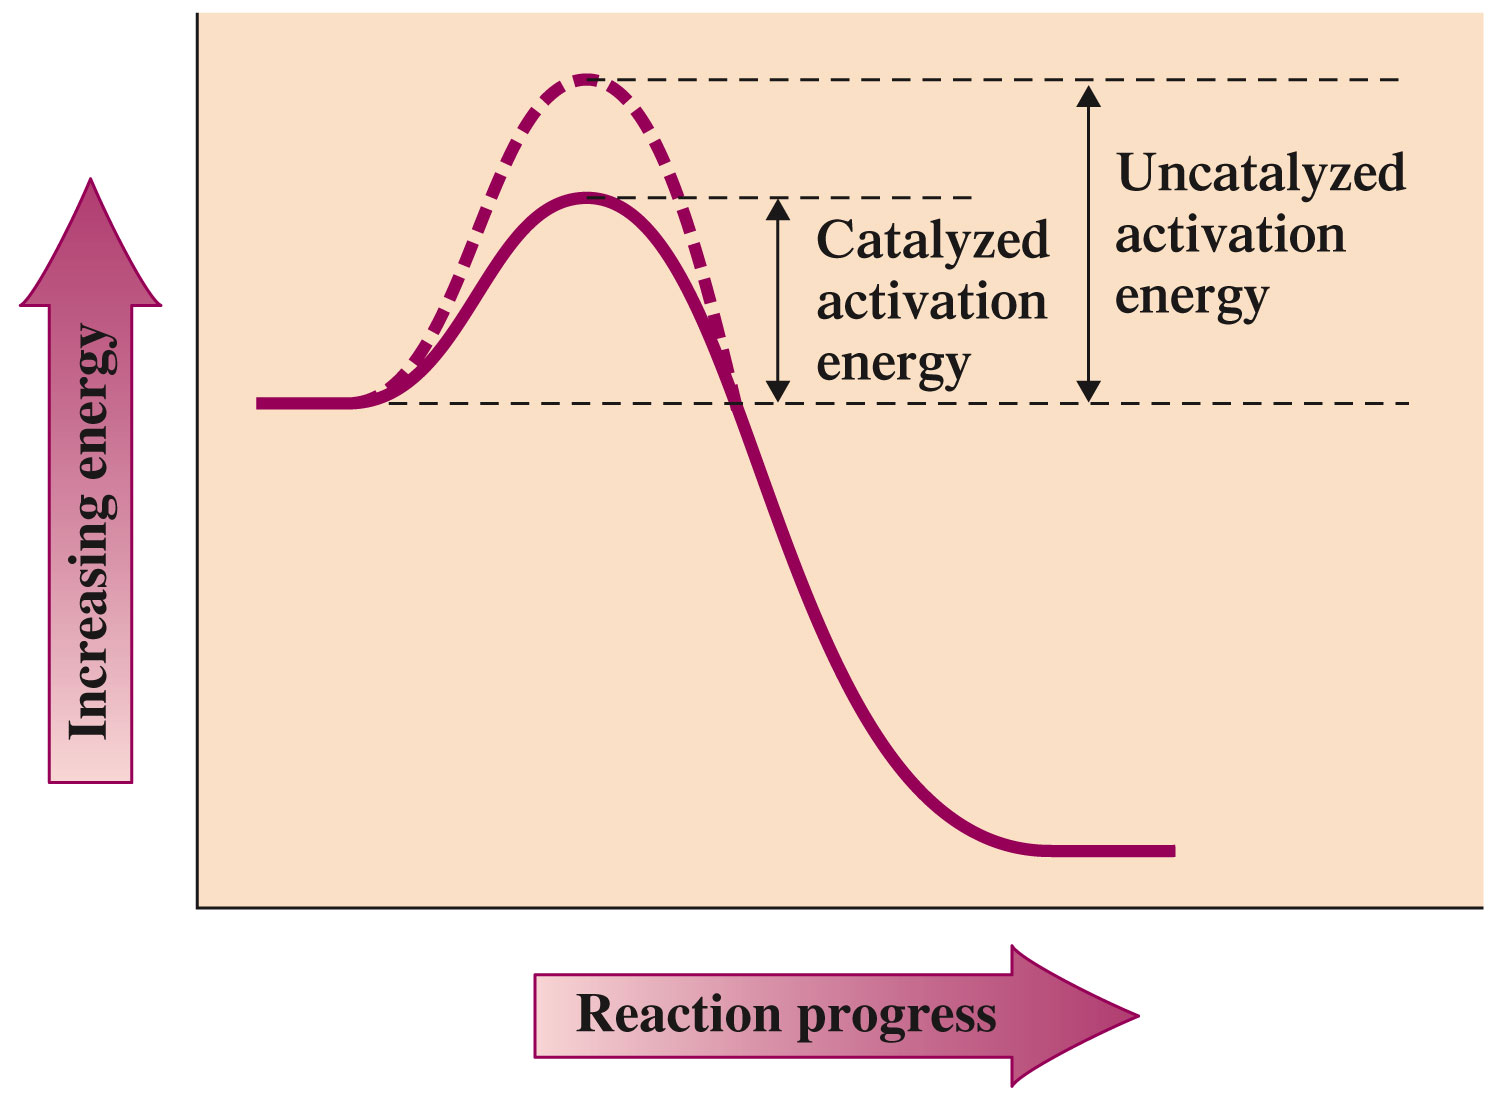 Increasing energy
Uncatalyzed
activation
energy
Catalyzed
activation
energy
Reaction progress